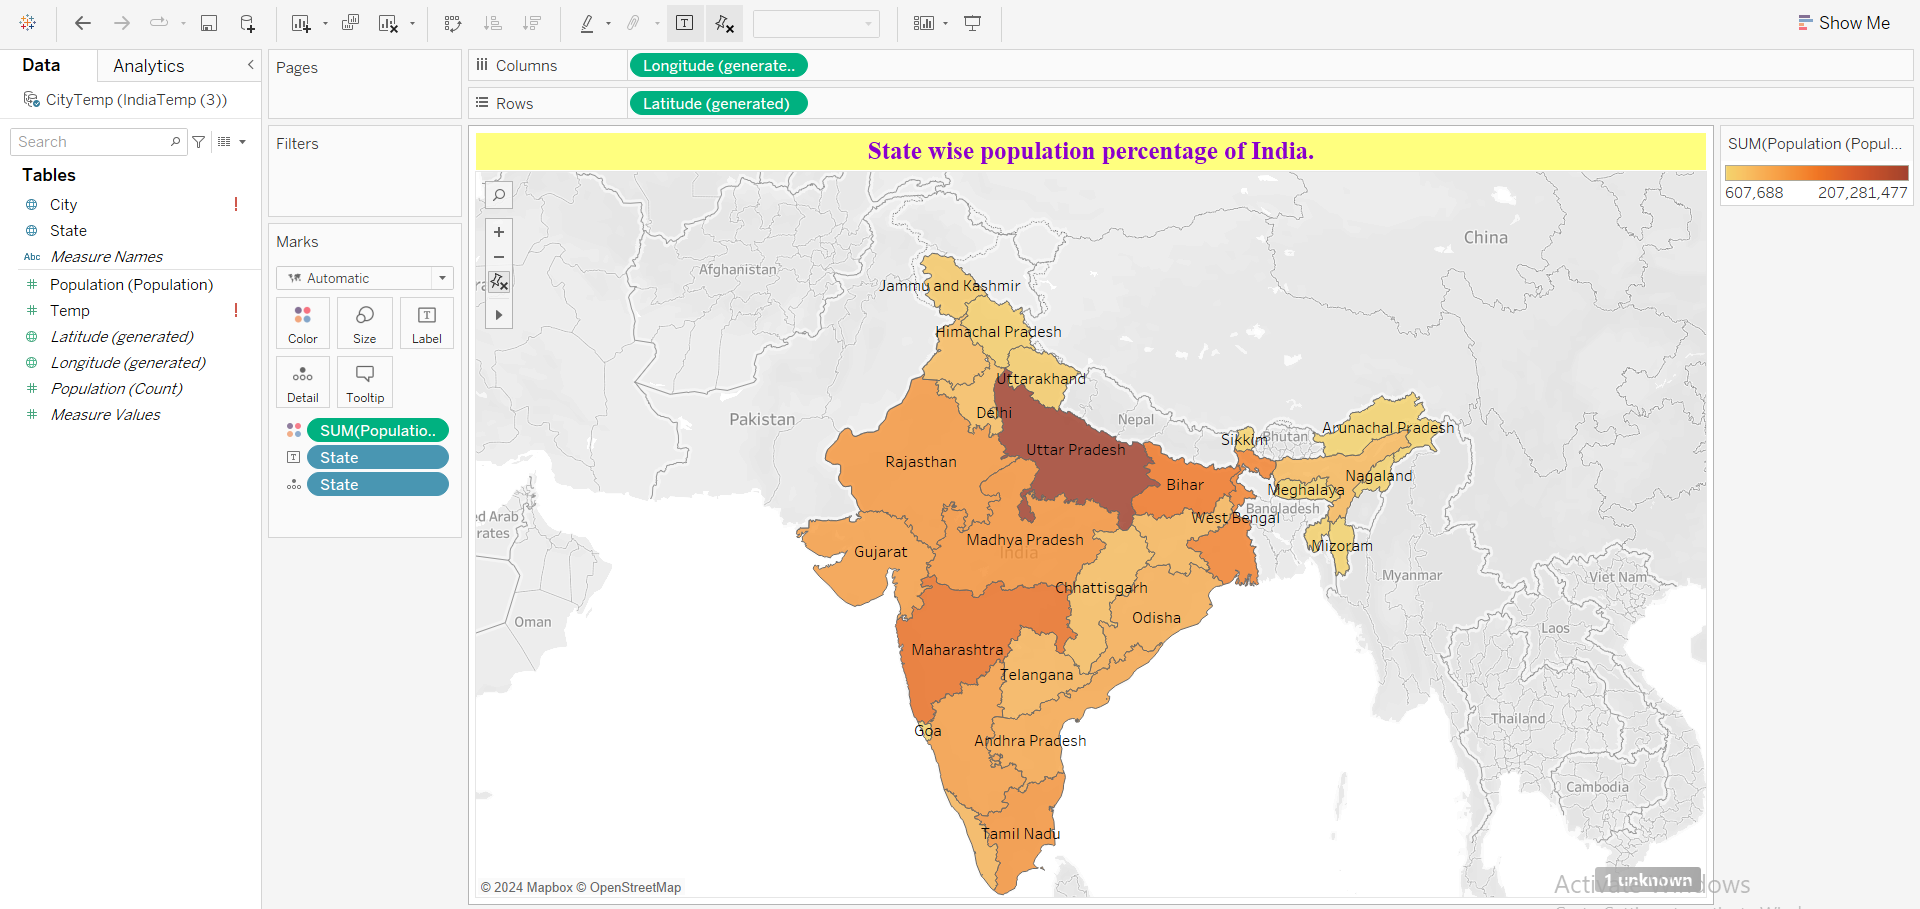 Show Me
Data
Analytics
CityTemp (IndiaTemp (3))
Search
Tables
City
State
Abc Measure Names
Population (Population)
Temp
Latitude (generated)
Longitude (generated)
Population (Count)
Measure Values
Pages
Filters
Marks
Automatic
Color
Size
Label
Detail
Tooltip
SUM(Populatio..
State
State
Columns
Longitude (generate..
Rows
Latitude (generated)
State wise population percentage of India.
China
Afghanistan
Jammu and Kashmir
Himachal Pradesh
Uttarakhand
Delhi
Pakistan
Nepal
Arunachal Pradesh
Sikkim
Bhutan
Uttar Pradesh
Rajasthan
Nagaland
Bihar
Meghalaya
Bangladesh
West Bengal
ed Arab
irates
Madhya Pradesh
India
Mizoram
Gujarat
Myanmar
Viet Nam
Chhattisgarh
Odisha
Oman
Laos
Maharashtra
Telangana
Thailand
Goa
Andhra Pradesh
Cambodia
Tamil Nadu
© 2024 Mapbox © OpenStreetMap
1 unknown
SUM(Population (Popul...
607,688
207,281,477